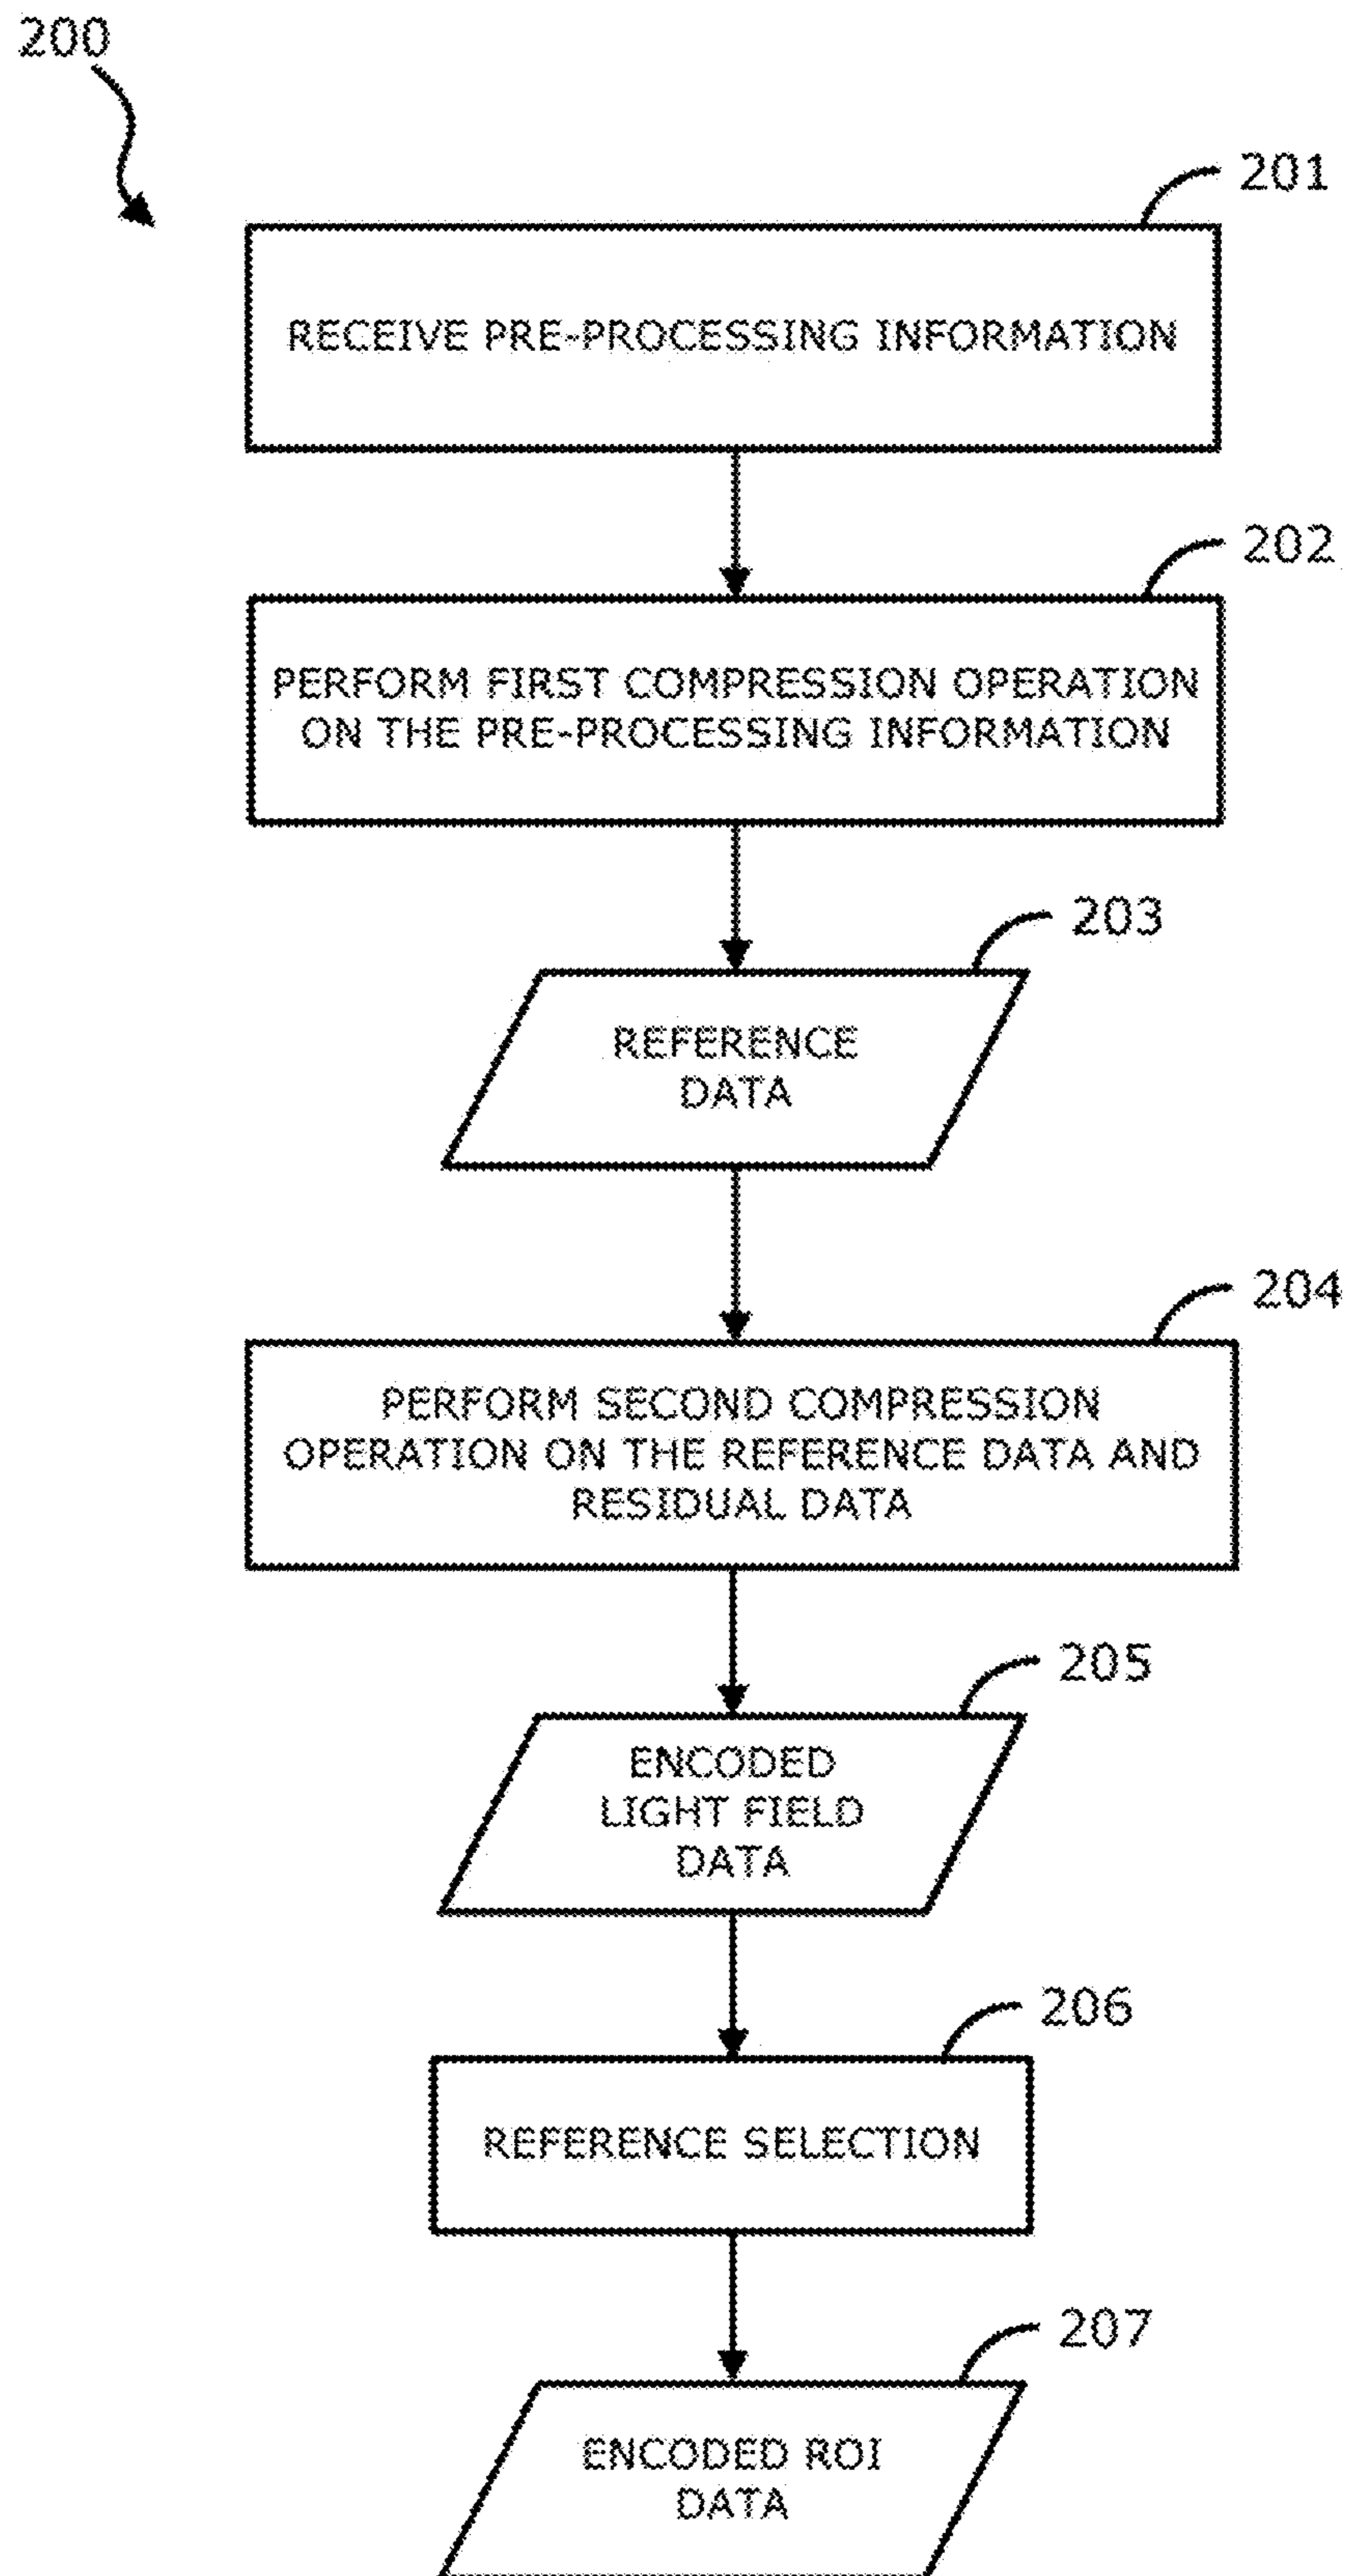 200
201
RECEIVE PRE-PROCESSING INFORMATION
202
PERFORM FIRST COMPRESSION OPERATION
ON THE PRE-PROCESSING INFORMATION
203
REFERENCE
DATA
204
PERFORM SECOND COMPRESSION
OPERATION ON THE REFERENCE DATA AND
RESIDUAL DATA
205
ENCODED
LIGHT FIELD
DATA
206
REFERENCE SELECTION
207
ENCODED ROI
DATA